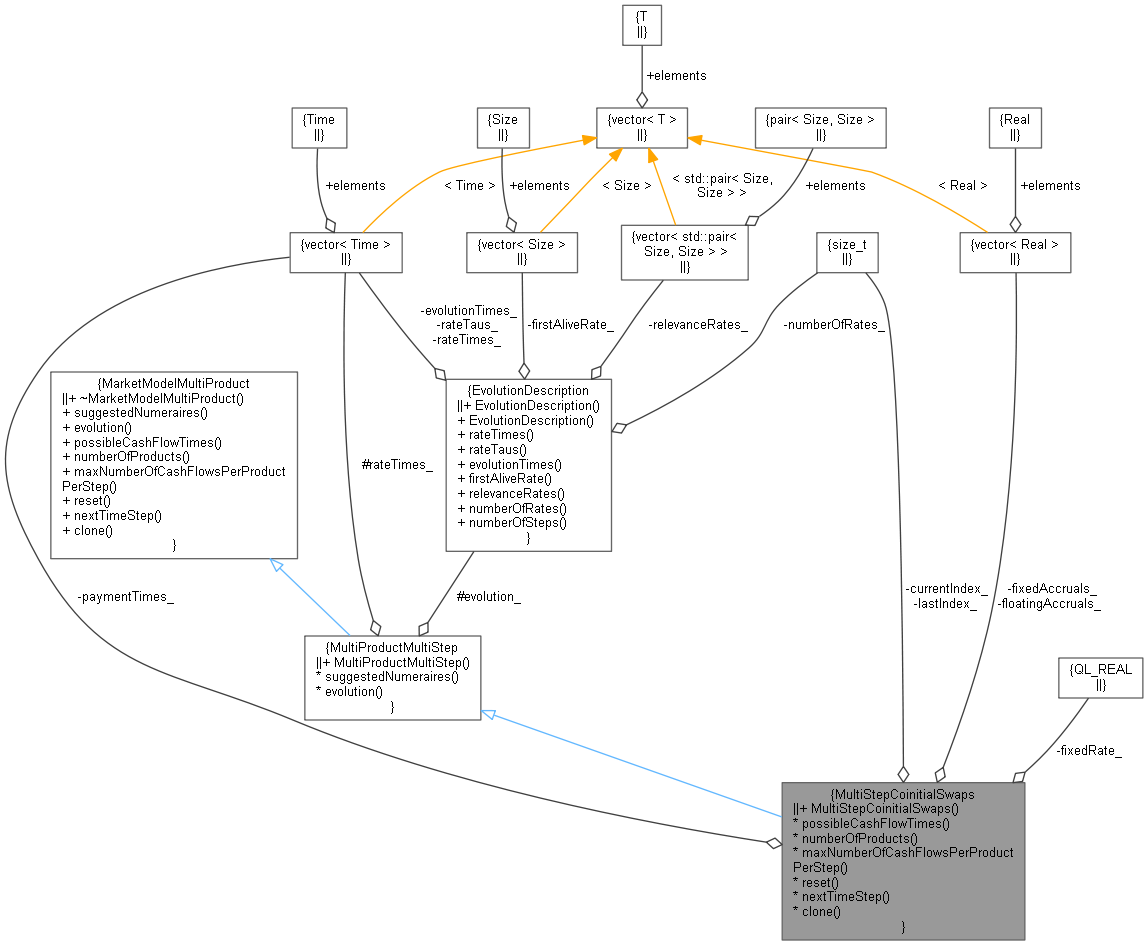 {T
||}
+elements
{Time
||}
{Size
||}
{vector< T >
||}
{pair< Size, Size >
||}
{Real
||}
+elements
< Time >
+elements
< Size >
< std::pair< Size,
Size > >
+elements
< Real >
+elements
{vector< Time >
||}
{vector< Size >
||}
{vector< std::pair<
Size, Size > >
||}
{size_t
||}
{vector< Real >
||}
-evolutionTimes_
-rateTaus_
-rateTimes_
-firstAliveRate_
-relevanceRates_
-numberOfRates_
{MarketModelMultiProduct
||+ ~MarketModelMultiProduct()
+ suggestedNumeraires()
+ evolution()
+ possibleCashFlowTimes()
+ numberOfProducts()
+ maxNumberOfCashFlowsPerProduct
PerStep()
+ reset()
+ nextTimeStep()
+ clone()
}
#rateTimes_
{EvolutionDescription
||+ EvolutionDescription()
+ EvolutionDescription()
+ rateTimes()
+ rateTaus()
+ evolutionTimes()
+ firstAliveRate()
+ relevanceRates()
+ numberOfRates()
+ numberOfSteps()
}
-paymentTimes_
#evolution_
-currentIndex_
-lastIndex_
-fixedAccruals_
-floatingAccruals_
{MultiProductMultiStep
||+ MultiProductMultiStep()
* suggestedNumeraires()
* evolution()
}
{QL_REAL
||}
-fixedRate_
{MultiStepCoinitialSwaps
||+ MultiStepCoinitialSwaps()
* possibleCashFlowTimes()
* numberOfProducts()
* maxNumberOfCashFlowsPerProduct
PerStep()
* reset()
* nextTimeStep()
* clone()
}